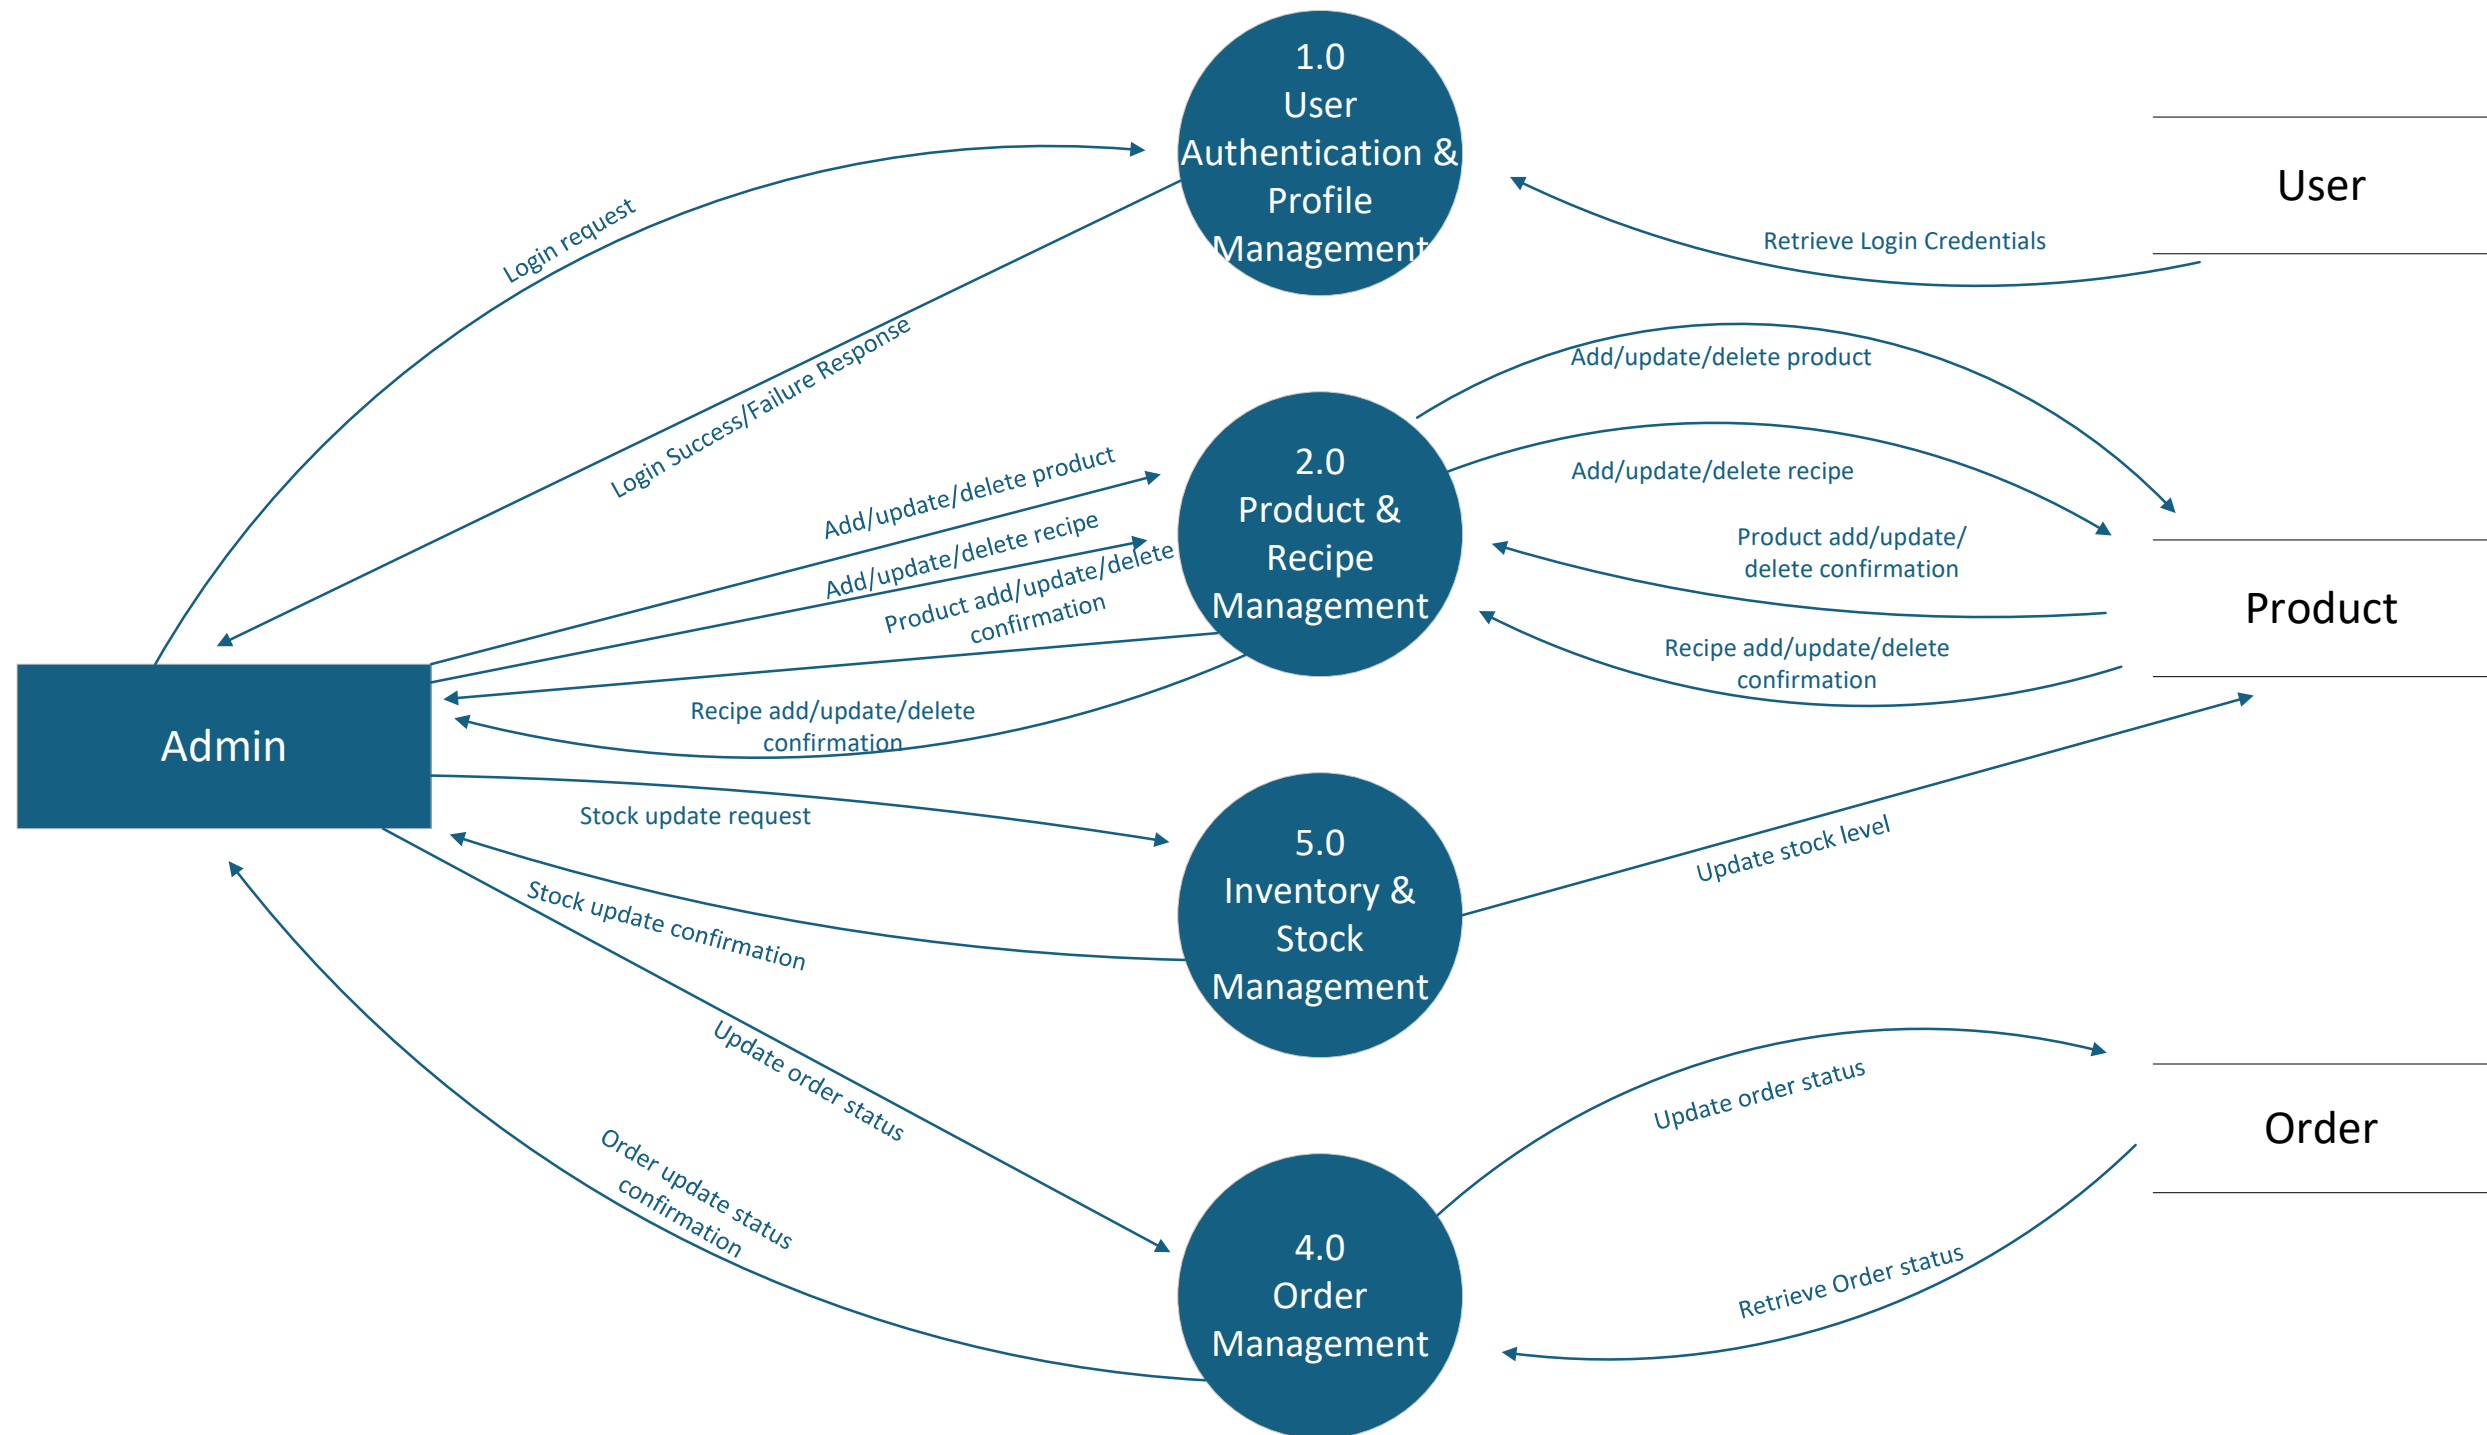 1.0
User
Authentication &
Profile
Management
User
Login request
Retrieve Login Credentials
Login Success/Failure Response
Add/update/delete product
Add/update/delete recipe
Product add/update/delete
confirmation
Recipe add/update/delete
confirmation
2.0
Product &
Recipe
Management
Add/update/delete product
Add/update/delete recipe
Product add/update/
delete confirmation
Recipe add/update/delete
confirmation
Product
Admin
Stock update request
Stock update confirmation
5.0
Inventory &
Stock
Management
Update stock level
Update order status
Order update status
confirmation
4.0
Order
Management
Update order status
Retrieve Order status
Order